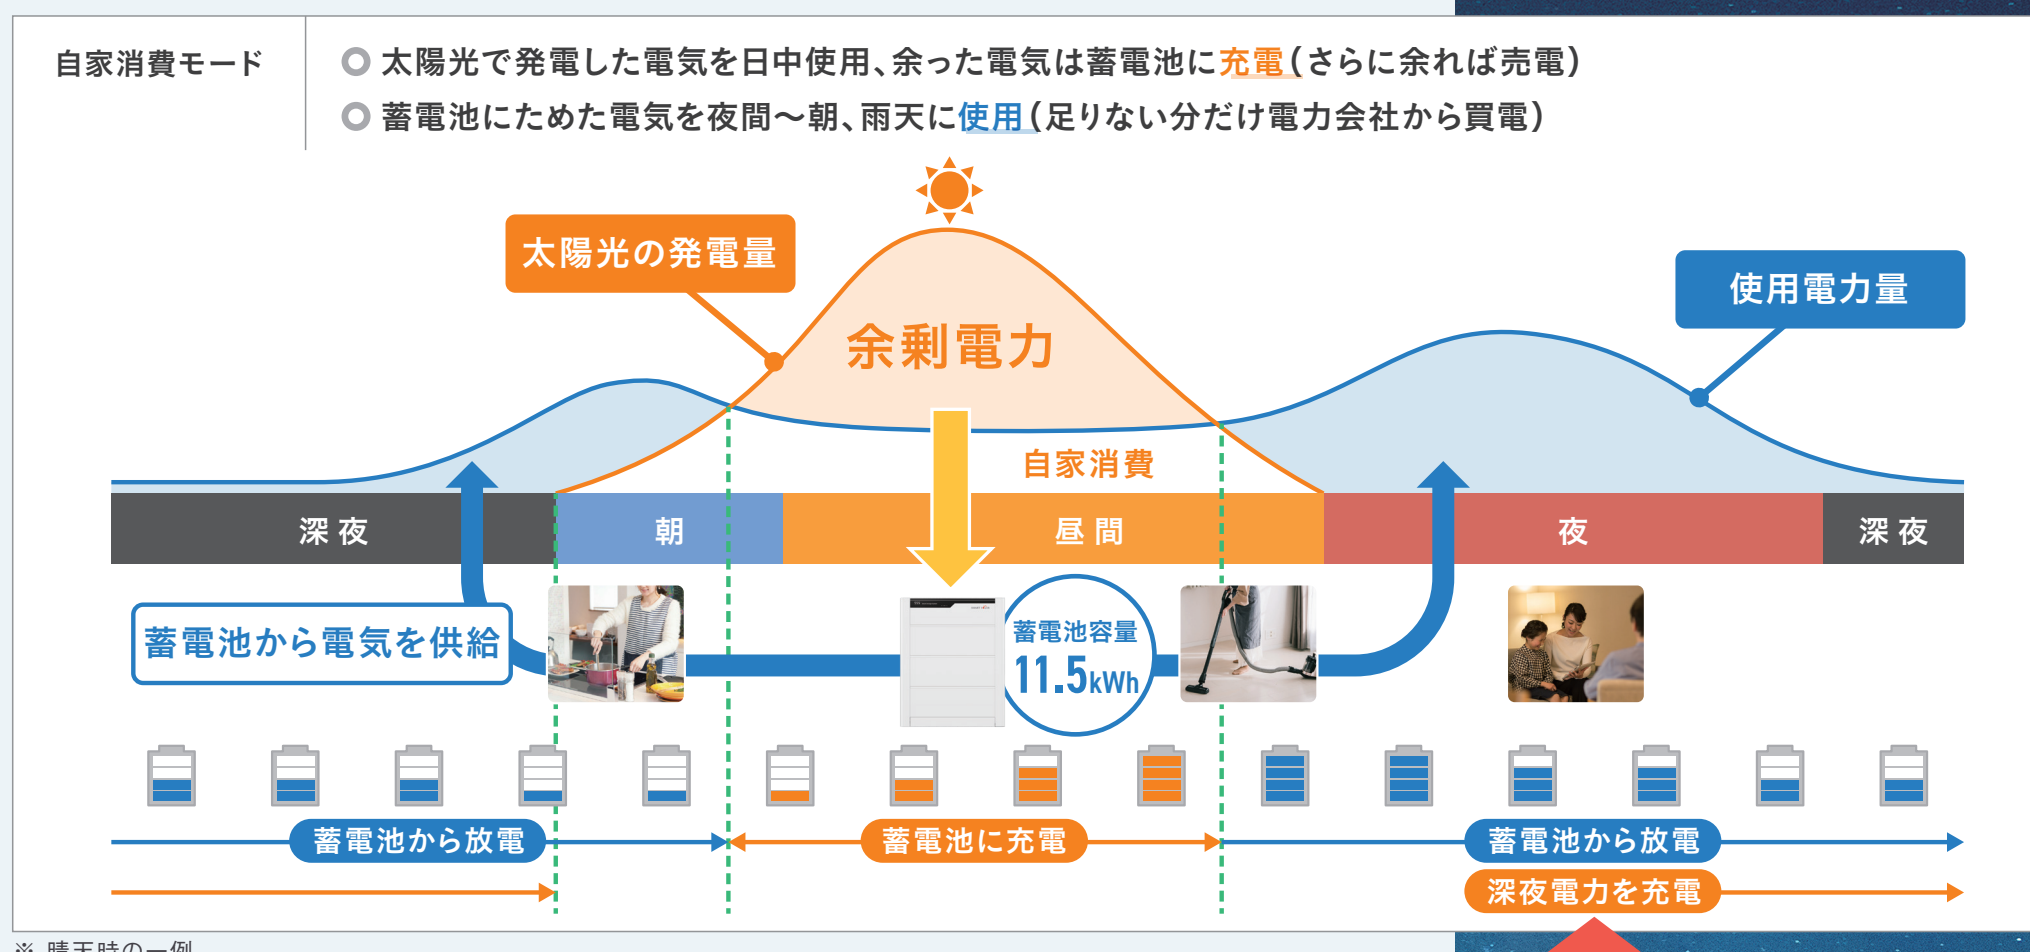 自家消費モード
太陽光で発電した電気を日中使用、余った電気は蓄電池に充電(さらに余れば売電)
蓄電池にためた電気を夜間〜朝、雨天に使用(足りない分だけ電力会社から買電)
太陽光の発電量
使用電力量
余剰電力
自家消費
深夜
朝
昼間
夜
深夜
蓄電池から電気を供給
蓄電池容量
11.5kWh
蓄電池から放電
蓄電池に充電
蓄電池から放電
深夜電力を充電
※ 晴天時の一例